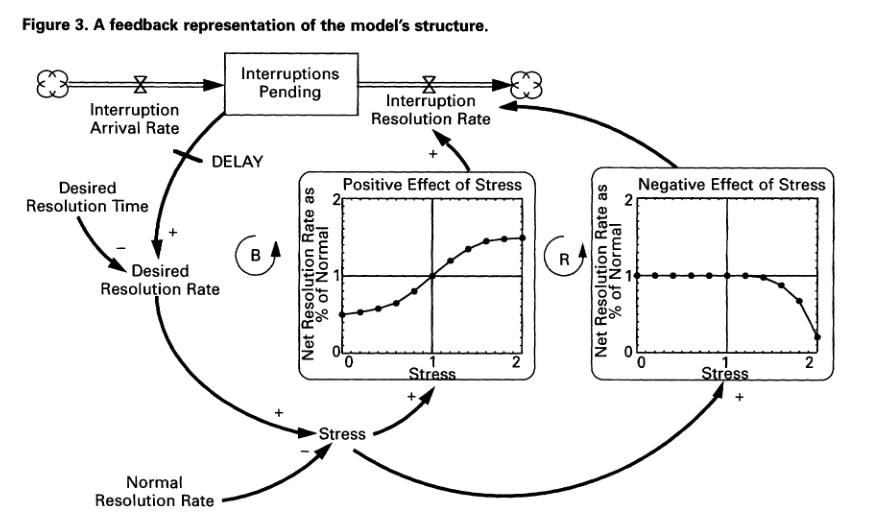 Figure 3. A feedback representation of the model's structure.
Interruptions
Pending
Interruption
Arrival Rate
Interruption
Resolution Rate
+
DELAY
Desired
Resolution Time
–
+
Desired
Resolution Rate
B
Positive Effect of Stress
Net Resolution Rate as
% of Normal
2
1
0
0
1
2
Stress
R
Negative Effect of Stress
Net Resolution Rate as
% of Normal
2
1
0
0
1
2
Stress
+
+
+
Stress
–
Normal
Resolution Rate